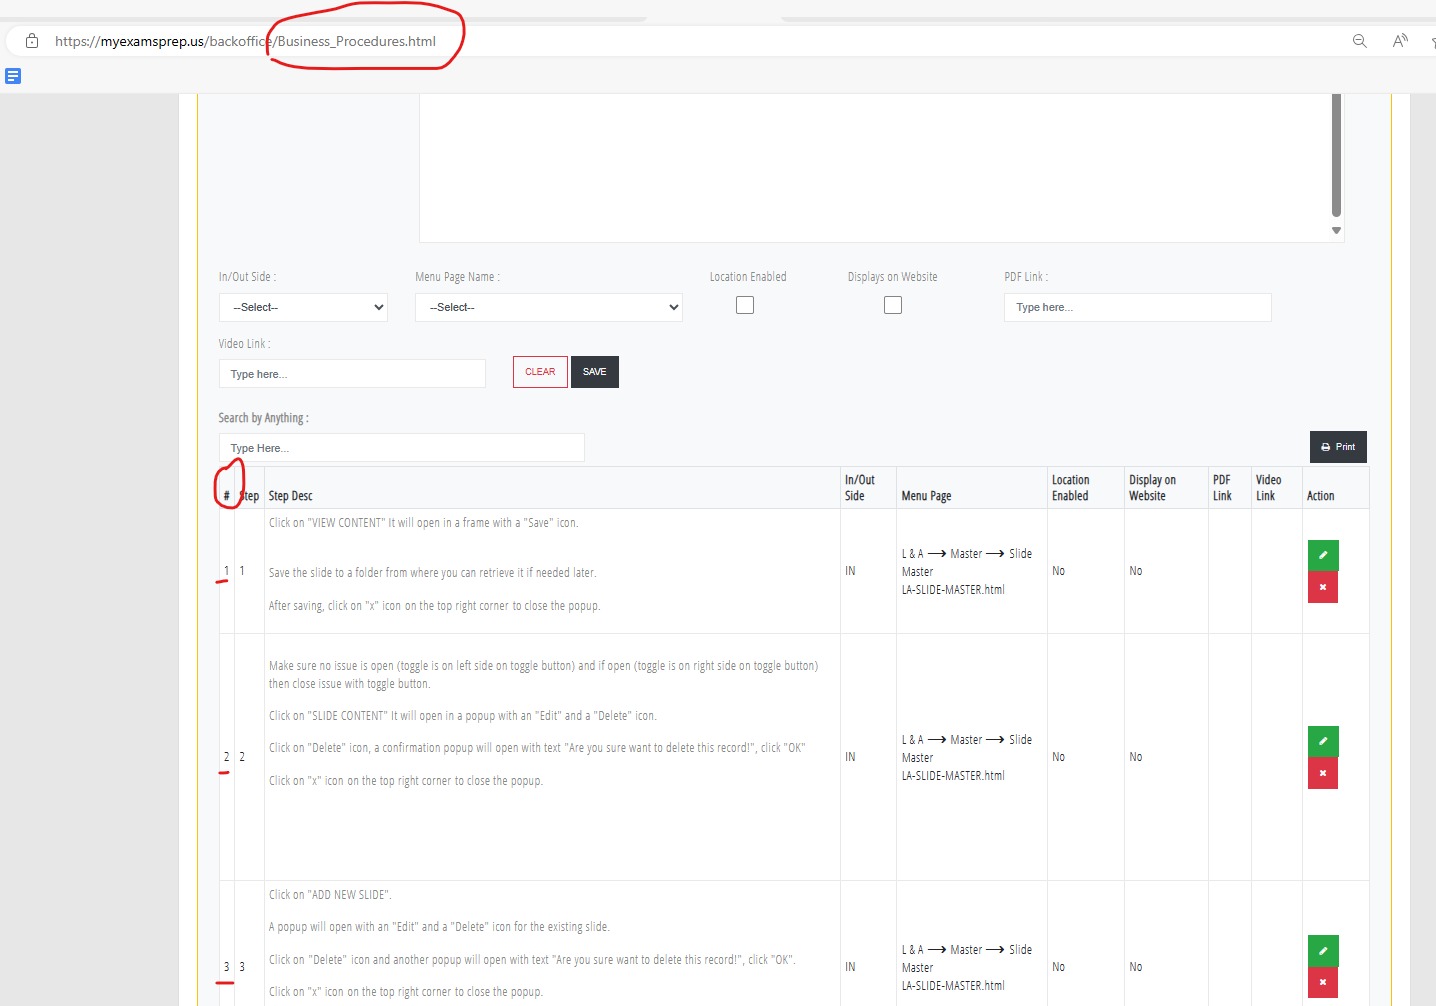 https://myexamsprep.us/backoffice/Business_Procedures.html
In/Out Side :
Menu Page Name :
Location Enabled
Displays on Website
PDF Link :
--Select--
--Select--
Type here...
Video Link :
Type here...
CLEAR
SAVE
Search by Anything :
Type Here...
Print
#
Step
Step Desc
In/Out
Side
Menu Page
Location
Enabled
Display on
Website
PDF
Link
Video
Link
Action
1
1
Click on "VIEW CONTENT" It will open in a frame with a "Save" icon.
Save the slide to a folder from where you can retrieve it if needed later.
After saving, click on "x" icon on the top right corner to close the popup.
IN
L & A ⟶ Master ⟶ Slide
Master
LA-SLIDE-MASTER.html
No
No
2
2
Make sure no issue is open (toggle is on left side on toggle button) and if open (toggle is on right side on toggle button)
then close issue with toggle button.
Click on "SLIDE CONTENT" It will open in a popup with an "Edit" and a "Delete" icon.
Click on "Delete" icon, a confirmation popup will open with text "Are you sure want to delete this record!", click "OK"
Click on "x" icon on the top right corner to close the popup.
IN
L & A ⟶ Master ⟶ Slide
Master
LA-SLIDE-MASTER.html
No
No
3
3
Click on "ADD NEW SLIDE".
A popup will open with an "Edit" and a "Delete" icon for the existing slide.
Click on "Delete" icon and another popup will open with text "Are you sure want to delete this record!", click "OK".
Click on "x" icon on the top right corner to close the popup.
IN
L & A ⟶ Master ⟶ Slide
Master
LA-SLIDE-MASTER.html
No
No